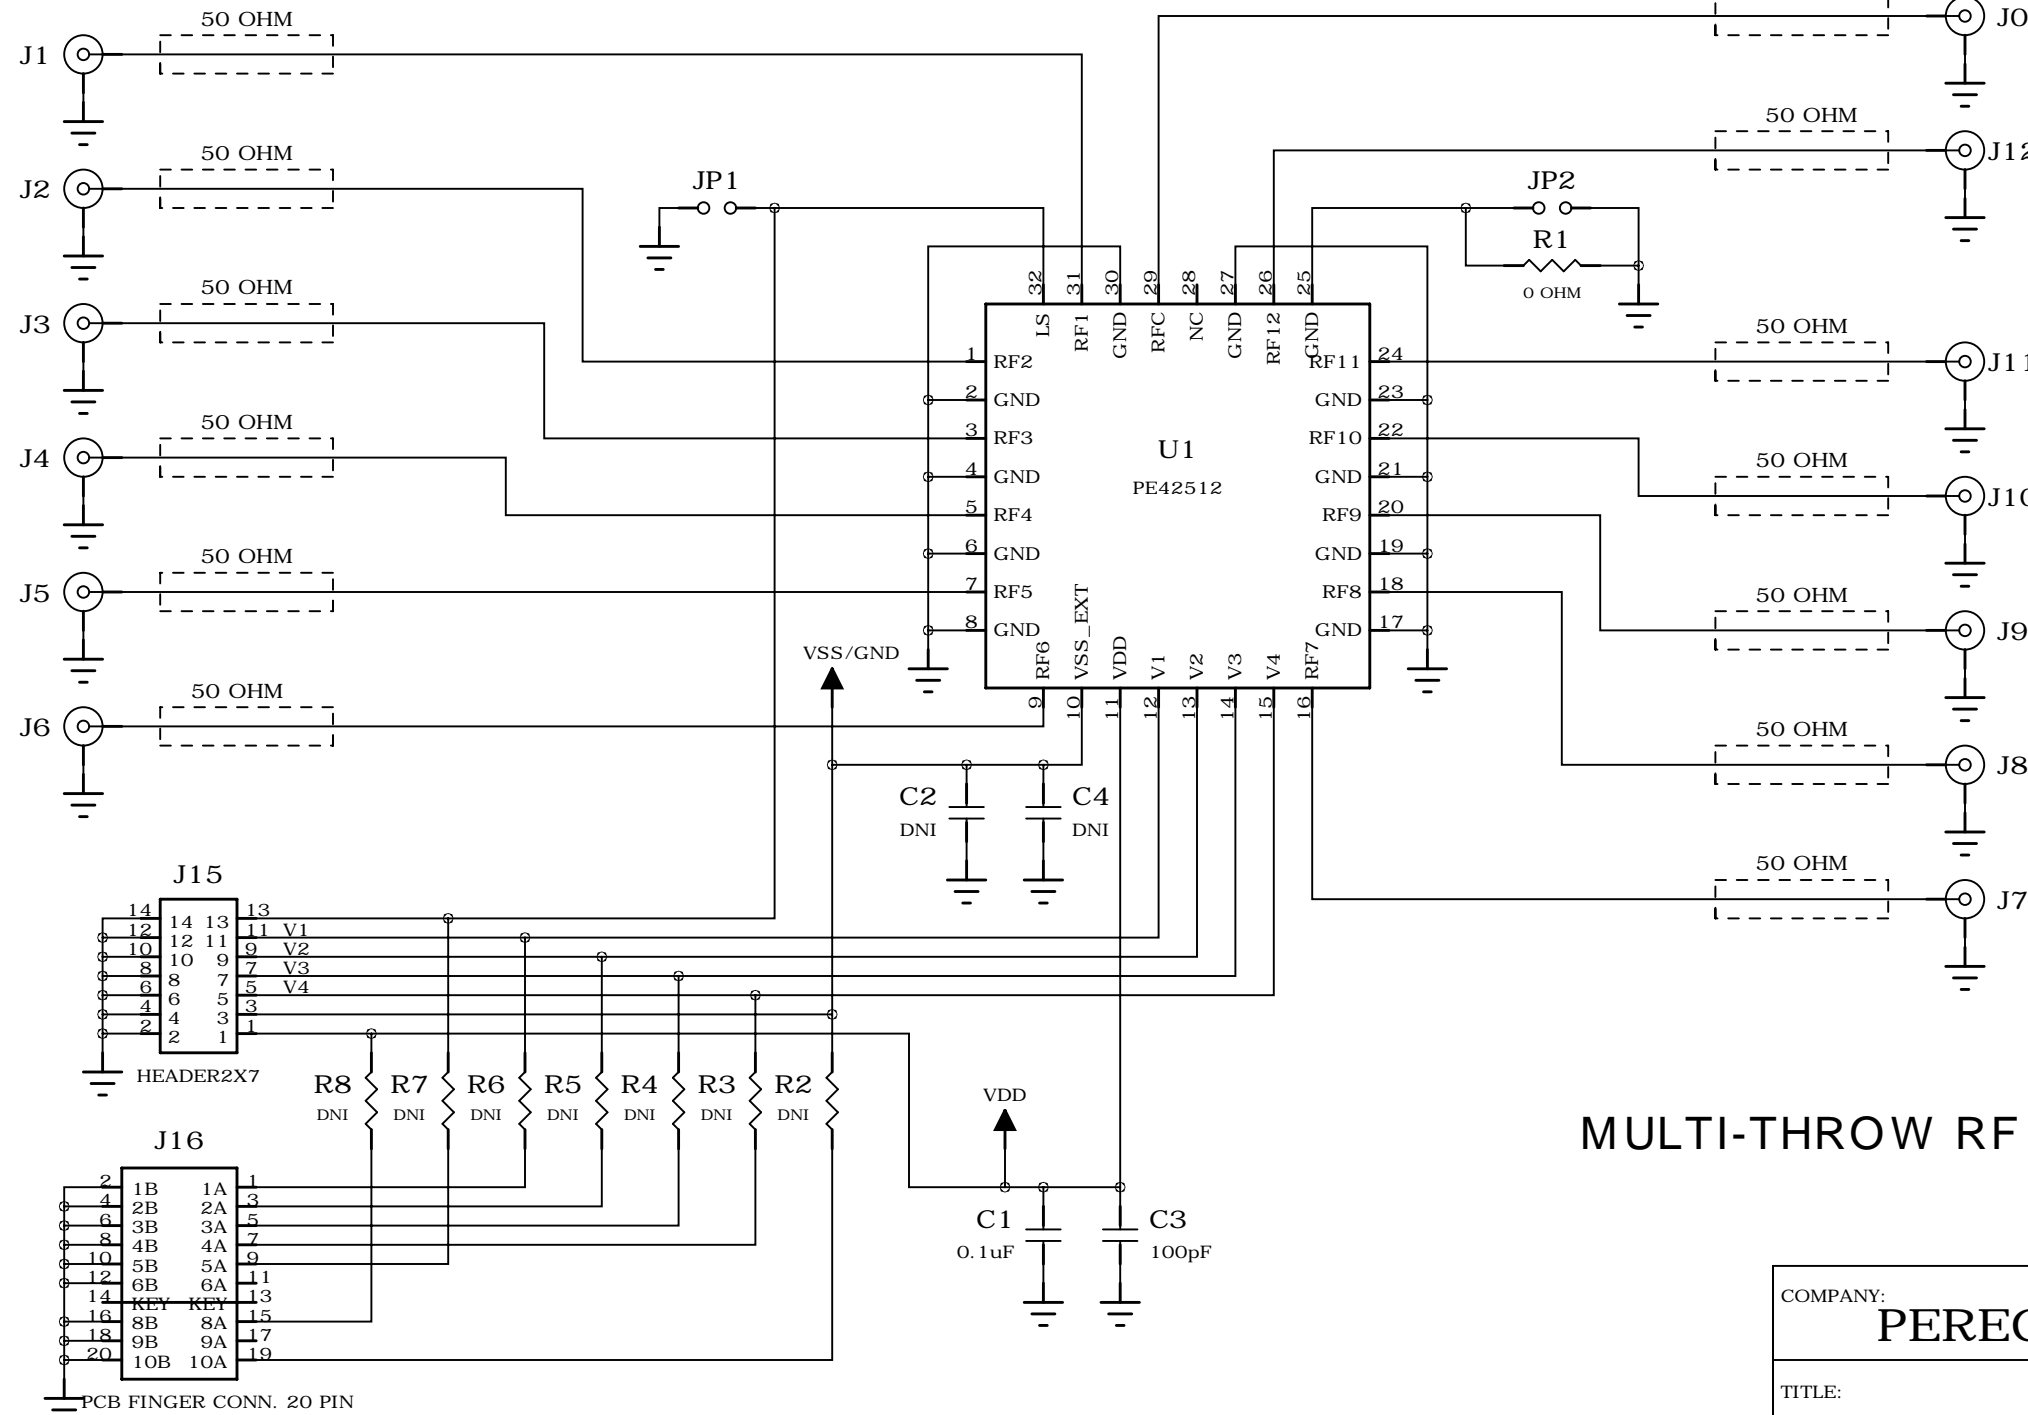 50 OHM
J1
50 OHM
J2
50 OHM
J3
50 OHM
J4
50 OHM
J5
50 OHM
J6
J0
50 OHM
J12
50 OHM
J11
50 OHM
J10
50 OHM
J9
50 OHM
J8
50 OHM
J7
JP1
JP2
R1
0 OHM
32 31 30 29 28 27 26 25
LS RF1 GND RFC NC GND RF12 GND
1 RF2
2 GND
3 RF3
4 GND
5 RF4
6 GND
7 RF5
8 GND
RF11 24
GND 23
RF10 22
GND 21
RF9 20
GND 19
RF8 18
GND 17
U1
PE42512
RF6 VSS_EXT VDD V1 V2 V3 V4 RF7
9 10 11 12 13 14 15 16
VSS/GND
C2
DNI
C4
DNI
J15
14 14 13 13
12 12 11 11 V1
10 10 9 9 V2
8 8 7 7 V3
6 6 5 5 V4
4 4 3 3
2 2 1 1
HEADER2X7
R8 R7 R6 R5 R4 R3 R2
DNI DNI DNI DNI DNI DNI DNI
VDD
C1
0.1uF
C3
100pF
J16
2 1B 1A 1
4 2B 2A 3
6 3B 3A 5
8 4B 4A 7
10 5B 5A 9
12 6B 6A 11
14 KEY KEY 13
16 8B 8A 15
18 9B 9A 17
20 10B 10A 19
PCB FINGER CONN. 20 PIN
MULTI-THROW RF
COMPANY:
TITLE: